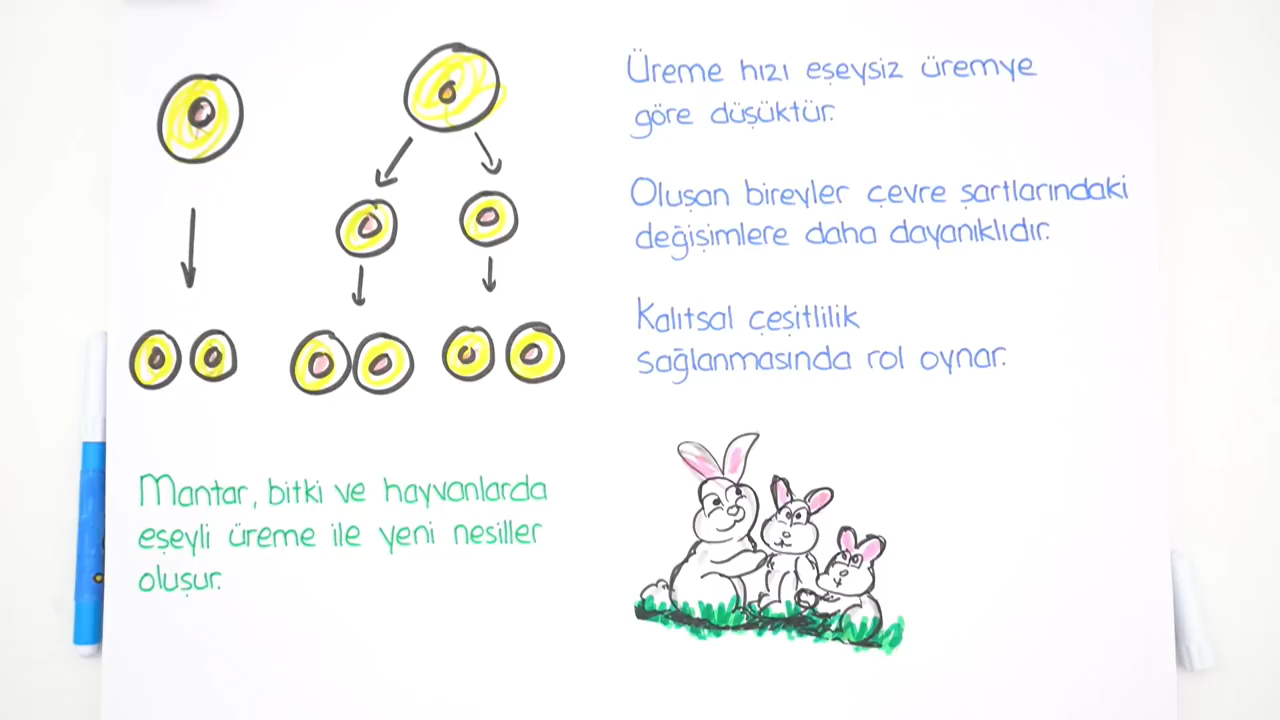 Üreme hızı eşeysiz üremye
göre düşüktür.
Oluşan bireyler çevre şartlarındaki
değişimlere daha dayanıklıdır.
Kalıtsal çeşitlilik
sağlanmasında rol oynar.
Mantar, bitki ve hayvanlarda
eşeyli üreme ile yeni nesiller
oluşur.